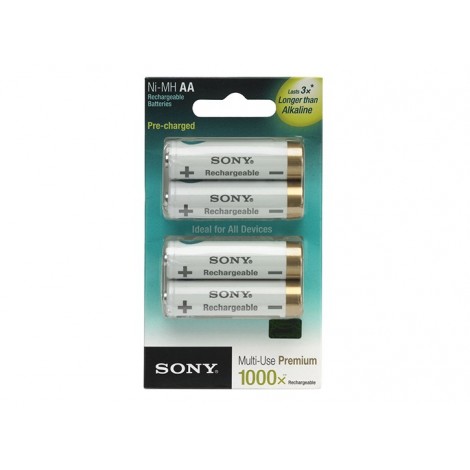 Ni-MH AA
Rechargeable
Batteries
Pre-charged
Lasts 3x*
Longer than
Alkaline
SONY
+ Rechargeable −
SONY
+ Rechargeable −
Ideal for All Devices
SONY
+ Rechargeable −
SONY
+ Rechargeable −
SONY
Multi-Use Premium
1000x Rechargeable